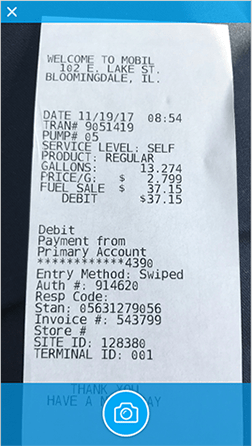 WELCOME TO MOBIL
102 E. LAKE ST.
BLOOMINGDALE, IL.
DATE 11/19/17 08:54
TRAN# 9051419
PUMP# 05
SERVICE LEVEL: SELF
PRODUCT: REGULAR
GALLONS: 13.274
PRICE/G: $ 2.799
FUEL SALE $ 37.15
DEBIT $37.15
Debit
Payment from
Primary Account
************4390
Entry Method: Swiped
Auth #: 914620
Resp Code:
Stan: 05631279056
Invoice #: 543799
Store #
SITE ID: 128380
TERMINAL ID: 001
THANK YOU
HAVE A NICE DAY